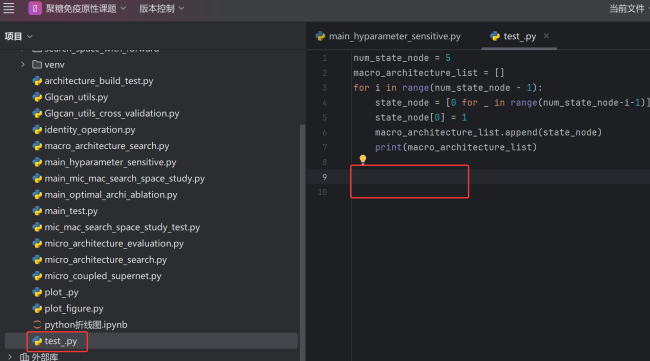 聚糖免疫原性课题
版本控制
当前文件
项目
search_space_with_forward
venv
architecture_build_test.py
Glgcan_utils.py
Glgcan_utils_cross_validation.py
identity_operation.py
macro_architecture_search.py
main_hyparameter_sensitive.py
main_mic_mac_search_space_study.py
main_optimal_archi_ablation.py
main_test.py
mic_mac_search_space_study_test.py
micro_architecture_evaluation.py
micro_architecture_search.py
micro_coupled_supernet.py
plot_.py
plot_figure.py
python折线图.ipynb
test_.py
外部库
main_hyparameter_sensitive.py
test_.py
1 num_state_node = 5
2 macro_architecture_list = []
3 for i in range(num_state_node - 1):
4 state_node = [0 for _ in range(num_state_node-i-1)]
5 state_node[0] = 1
6 macro_architecture_list.append(state_node)
7 print(macro_architecture_list)
8
9
10